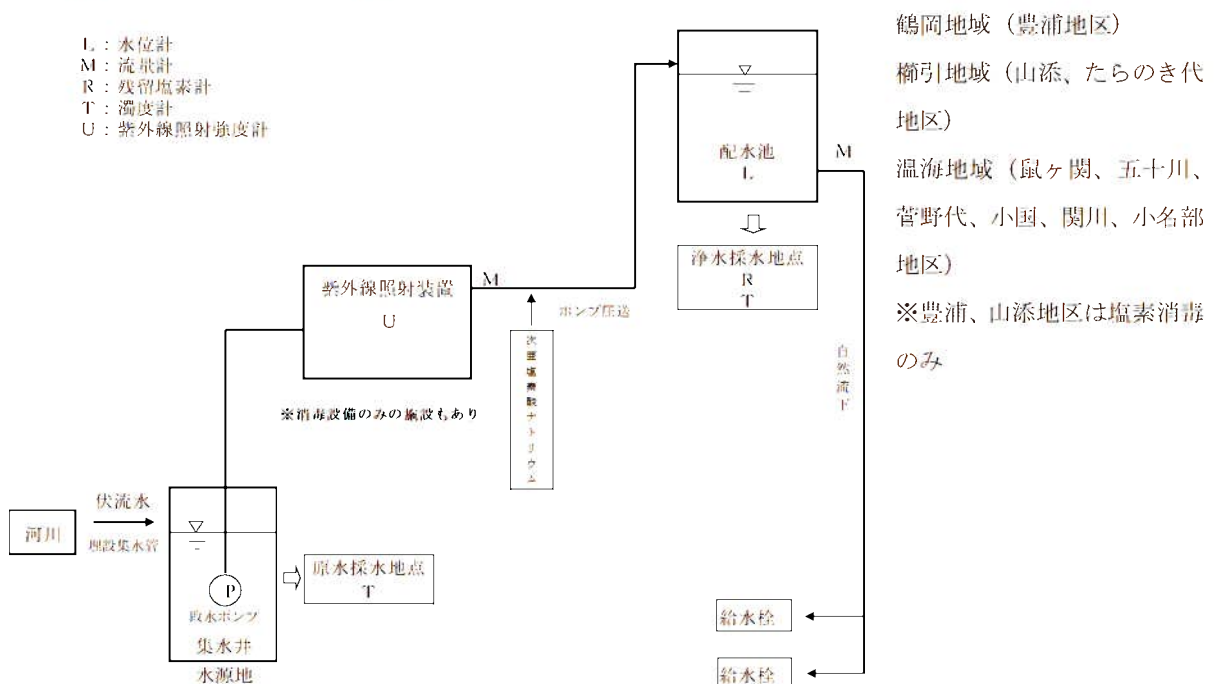 L：水位計
M：流量計
R：残留塩素計
T：濁度計
U：紫外線照射強度計
鶴岡地域（豊浦地区）
櫛引地域（山添、たらのき代
地区）
温海地域（鼠ヶ関、五十川、
菅野代、小国、関川、小名部
地区）
※豊浦、山添地区は塩素消毒
のみ
配水池
L
M
浄水採水地点
R
T
紫外線照射装置
U
M
ポンプ圧送
次亜塩素酸ナトリウム
自然流下
※消毒設備のみの施設もあり
河川
伏流水
埋設集水管
P
取水ポンプ
集水井
水源地
原水採水地点
T
給水栓
給水栓